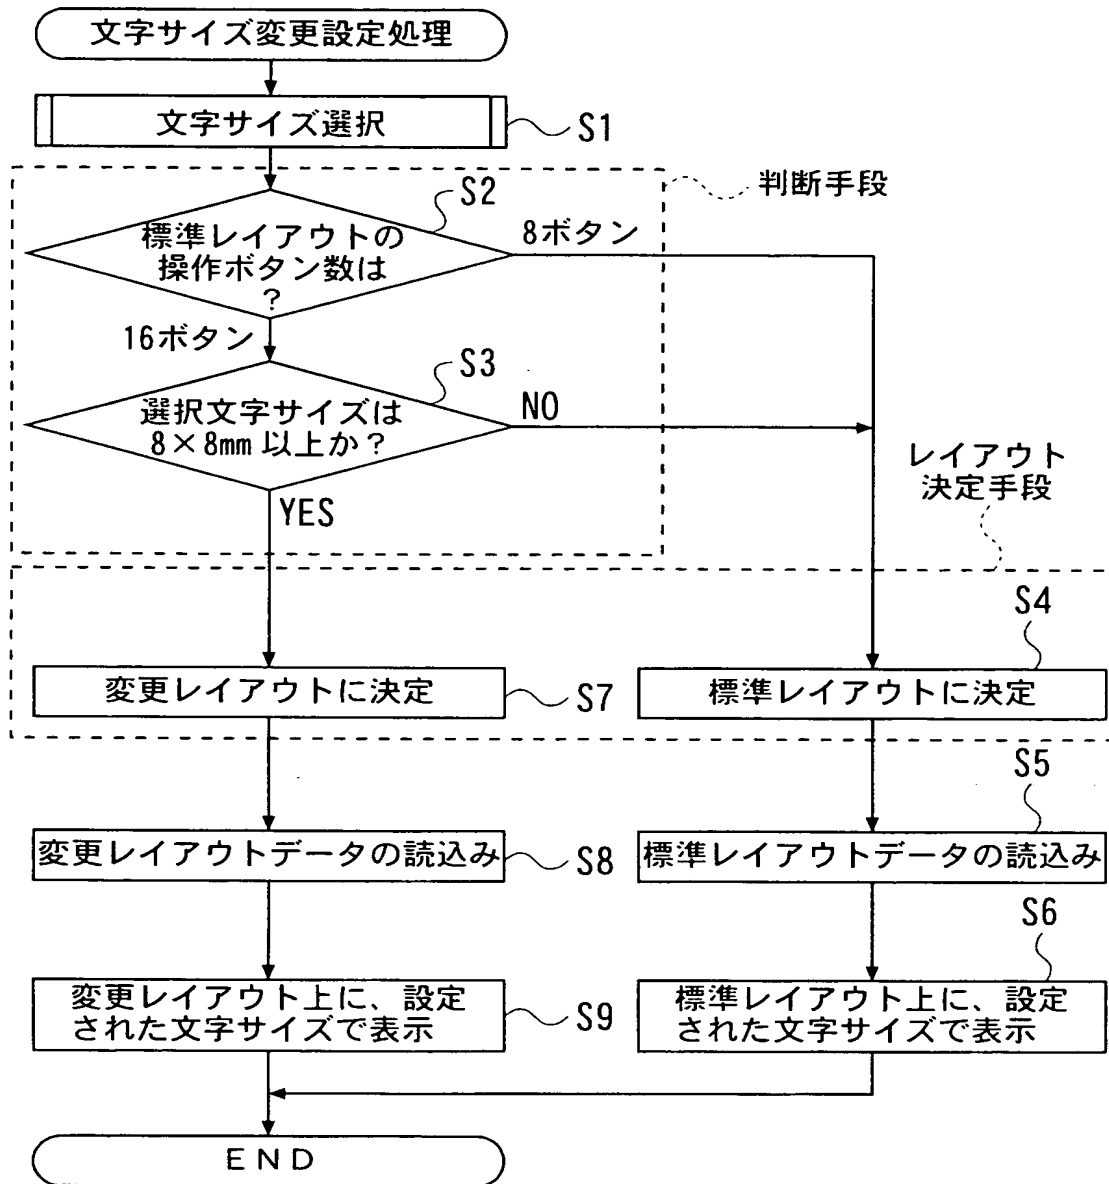 文字サイズ変更設定処理
文字サイズ選択
S1
判断手段
S2
標準レイアウトの
操作ボタン数は
?
8ボタン
16ボタン
S3
選択文字サイズは
8×8mm以上か?
NO
YES
レイアウト
決定手段
S4
変更レイアウトに決定
S7
標準レイアウトに決定
S5
変更レイアウトデータの読込み
S8
標準レイアウトデータの読込み
S6
変更レイアウト上に、設定
された文字サイズで表示
S9
標準レイアウト上に、設定
された文字サイズで表示
END